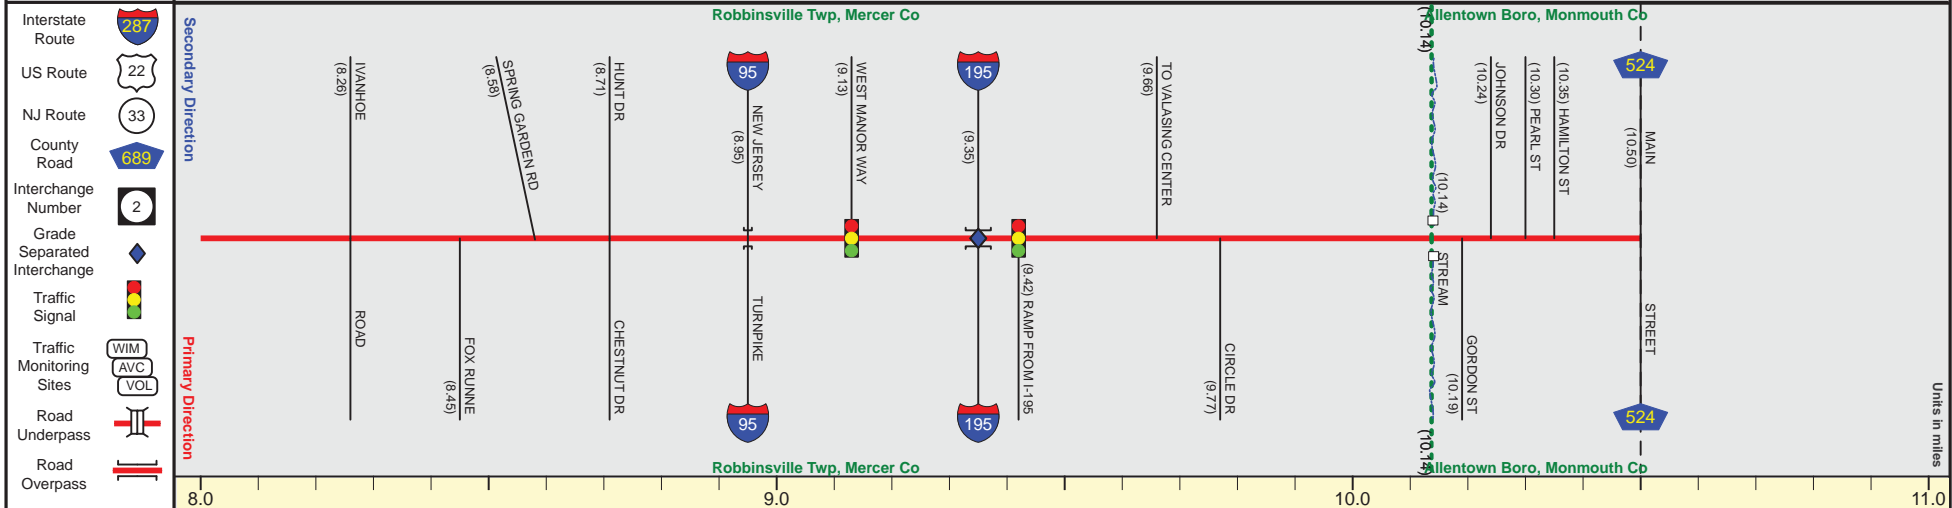 Interstate
Route
287
US Route
22
NJ Route
33
County
Road
689
Interchange
Number
2
Grade
Separated
Interchange
Traffic
Signal
Traffic
Monitoring
Sites
WIM
AVC
VOL
Road
Underpass
Road
Overpass
Secondary Direction
Primary Direction
Robbinsville Twp, Mercer Co
Allentown Boro, Monmouth Co
(10.14)
IVANHOE
(8.26)
SPRING GARDEN RD
(8.58)
HUNT DR
(8.71)
95
NEW JERSEY
(8.95)
WEST MANOR WAY
(9.13)
195
(9.35)
TO VALASING CENTER
(9.66)
(10.14)
JOHNSON DR
(10.24)
(10.30) PEARL ST
(10.35) HAMILTON ST
524
MAIN
(10.50)
ROAD
FOX RUNNE
(8.45)
CHESTNUT DR
TURNPIKE
95
195
(9.42) RAMP FROM I-195
CIRCLE DR
(9.77)
STREAM
GORDON ST
(10.19)
STREET
524
(10.14)
Robbinsville Twp, Mercer Co
Allentown Boro, Monmouth Co
Units in miles
8.0
9.0
10.0
11.0